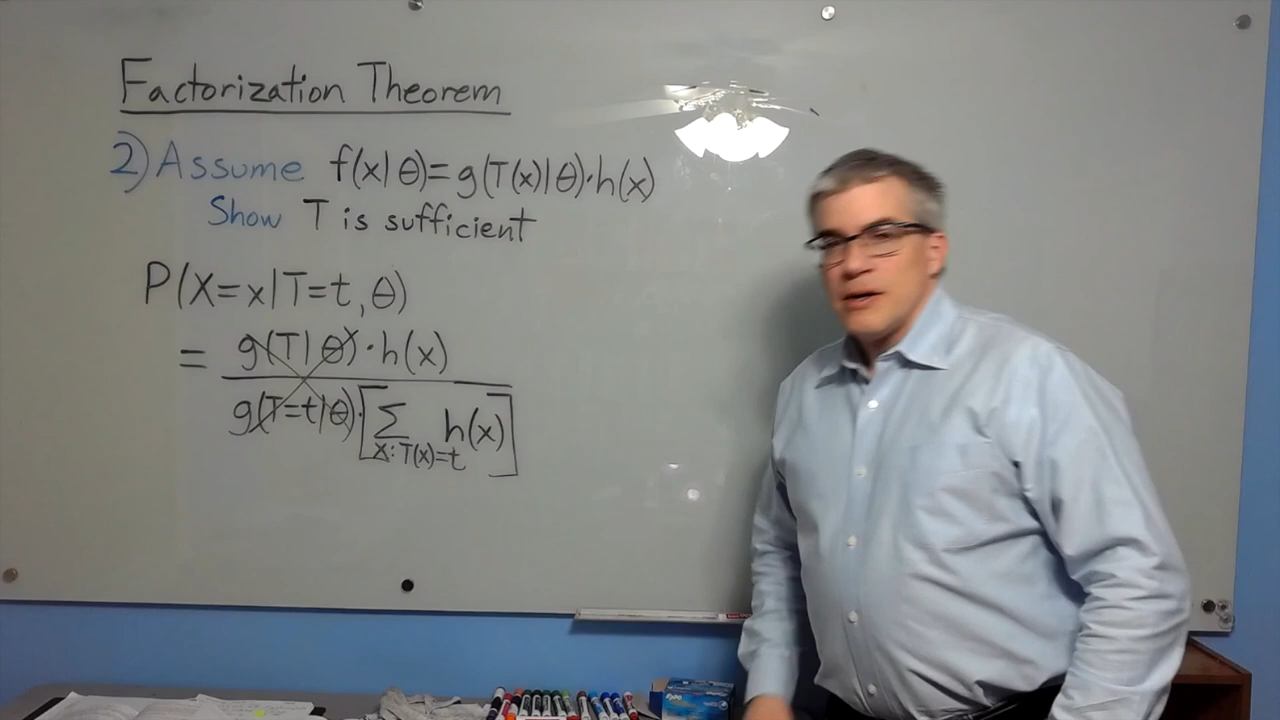 Factorization Theorem
2) Assume f(x|θ)=g(T(x)|θ)·h(x)
Show T is sufficient
P(X=x|T=t,θ)
= g(T|θ)·h(x)
g(T=t|θ)·[Σ h(x)]
x:T(x)=t